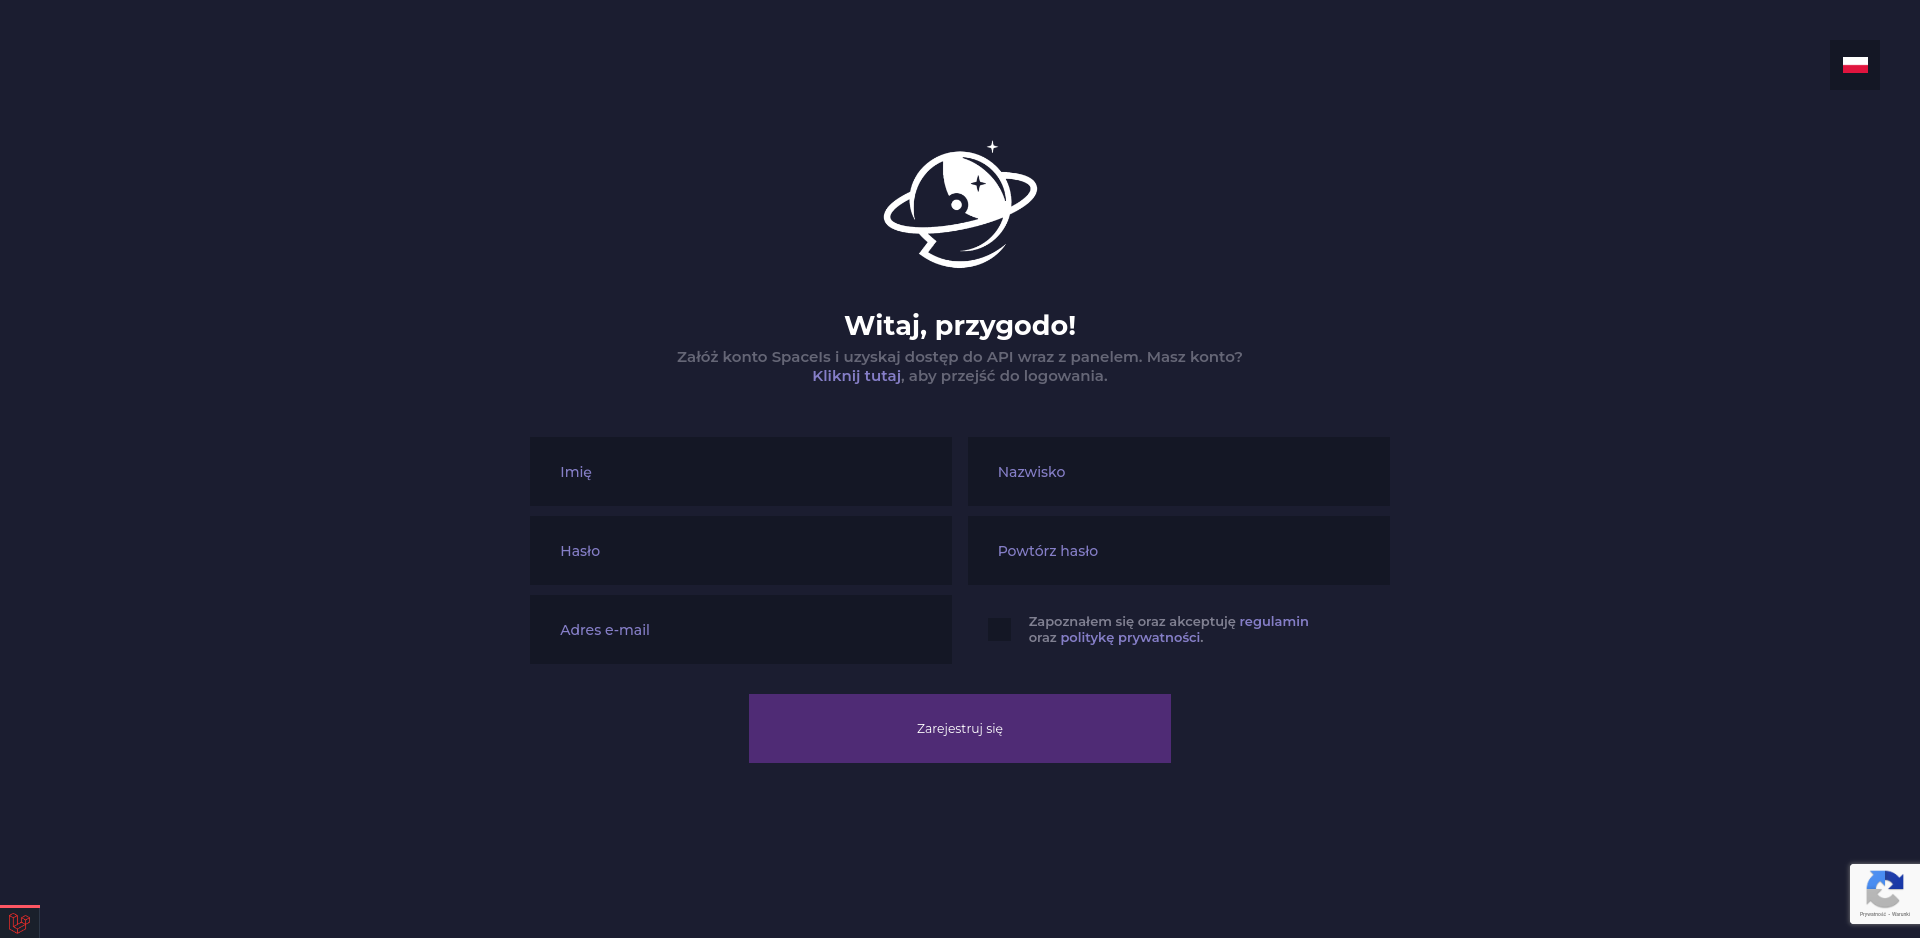 Witaj, przygodo!
Załóż konto SpaceIs i uzyskaj dostęp do API wraz z panelem. Masz konto?
Kliknij tutaj, aby przejść do logowania.
Imię
Nazwisko
Hasło
Powtórz hasło
Adres e-mail
Zapoznałem się oraz akceptuję regulamin
oraz politykę prywatności.
Zarejestruj się
Prywatność - Warunki